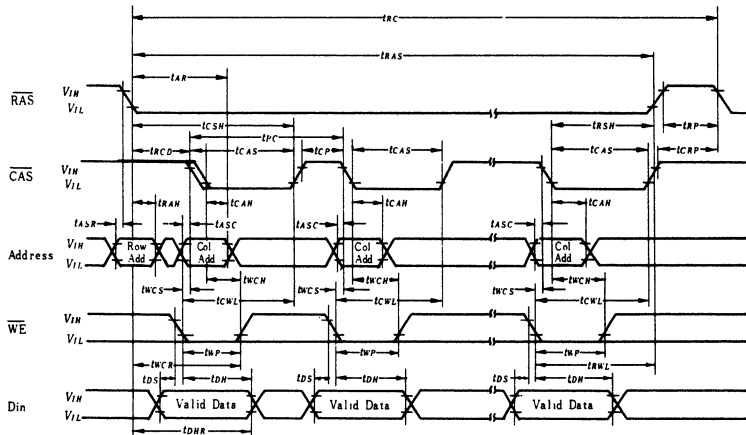 tRC
tRAS
tAR
RAS VIH
VIL
tCSH
tPC
tRSH tRP
tRCD tCAS tCP tCAS tCAS tCRP
CAS VIH
VIL
tRAH tCAH tCAH tCAH
tASR tASC tASC tASC
Address VIH
VIL
Row Add
Col Add
Col Add
Col Add
tWCH tWCH tWCH
tWCS tCWL tWCS tCWL tWCS tCWL
WE VIH
VIL
tWP tWP tWP
tWCR tRWL
tDS tDH tDS tDH tDS tDH
Din VIH
VIL
Valid Data Valid Data Valid Data
tDHR